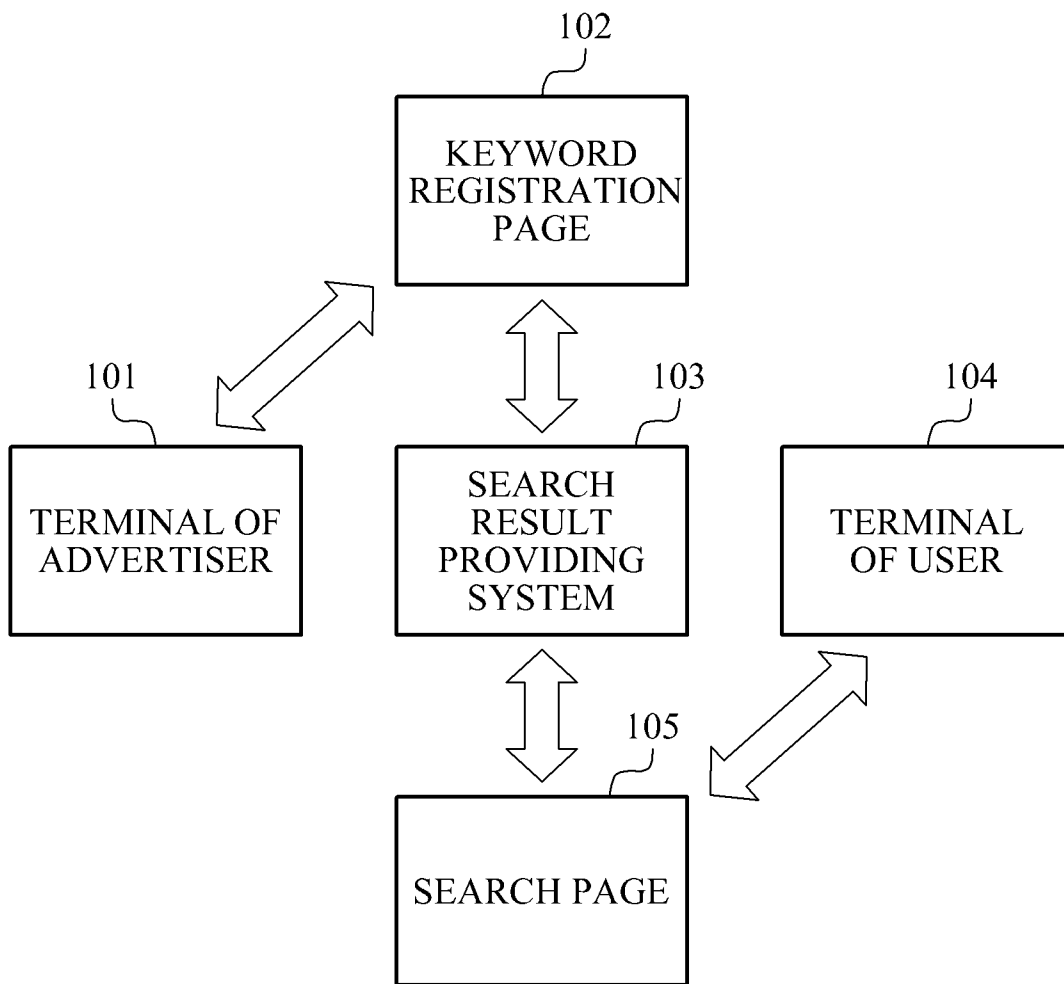 102
KEYWORD
REGISTRATION
PAGE
101
103
104
TERMINAL OF
ADVERTISER
SEARCH
RESULT
PROVIDING
SYSTEM
TERMINAL
OF USER
105
SEARCH PAGE